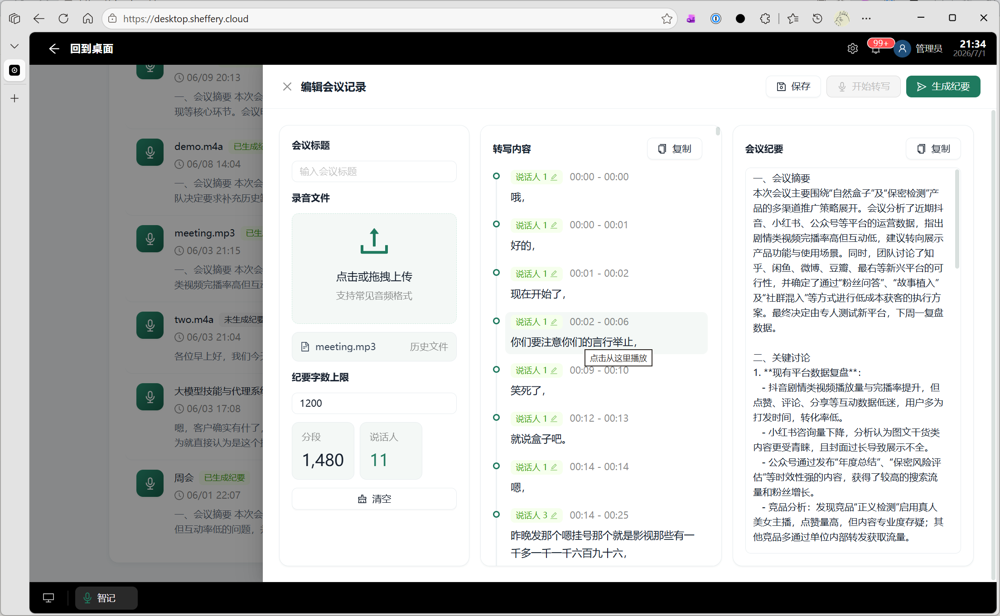 https://desktop.sheffery.cloud
回到桌面
99+
管理员
21:34
2026/7/1
06/09 20:13
一、会议摘要 本次会
现等核心环节。会议
demo.m4a
已生成纪
06/08 14:04
一、会议摘要 本次会
队决定要求补充历史
meeting.mp3
已生
06/03 21:15
一、会议摘要 本次会
类视频完播率高但互
two.m4a
未生成纪要
06/03 21:04
各位早上好，我们今
大模型技能与代理系
06/03 17:08
嗯，客户确实有什了，
为就直接认为是这个
周会
已生成纪要
06/01 22:07
一、会议摘要 本次会
但互动率低的问题，
编辑会议记录
保存
开始转写
生成纪要
会议标题
输入会议标题
录音文件
点击或拖拽上传
支持常见音频格式
meeting.mp3
历史文件
纪要字数上限
1200
分段
1,480
说话人
11
清空
转写内容
复制
说话人 1
00:00 - 00:00
哦，
说话人 1
00:00 - 00:01
好的，
说话人 1
00:01 - 00:02
现在开始了，
说话人 1
00:02 - 00:06
你们要注意你们的言行举止，
点击从这里播放
说话人 1
00:09 - 00:10
笑死了，
说话人 1
00:12 - 00:13
就说盒子吧。
说话人 1
00:14 - 00:14
嗯，
说话人 3
00:14 - 00:25
昨晚发那个嗯挂号那个就是影视那些有一
千多一千一千六百九十六，
会议纪要
复制
一、会议摘要
本次会议主要围绕“自然盒子”及“保密检测”产
品的多渠道推广策略展开。会议分析了近期抖
音、小红书、公众号等平台的运营数据，指出
剧情类视频完播率高但互动低，建议转向展示
产品功能与使用场景。同时，团队讨论了知
乎、闲鱼、微博、豆瓣、最右等新兴平台的可
行性，并确定了通过“粉丝问答”、“故事植入”
及“社群混入”等方式进行低成本获客的执行方
案。最终决定由专人测试新平台，下周一复盘
数据。
二、关键讨论
1. **现有平台数据复盘**：
- 抖音剧情类视频播放量与完播率提升，但
点赞、评论、分享等互动数据低迷，用户多为
打发时间，转化率低。
- 小红书咨询量下降，分析认为图文干货类
内容更受青睐，且封面过长导致展示不全。
- 公众号通过发布“年度总结”、“保密风险评
估”等时效性强的内容，获得了较高的搜索流
量和粉丝增长。
- 竞品分析：发现竞品“正义检测”启用真人
美女主播，点赞量高，但内容专业度存疑；其
他竞品多通过单位内部转发获取流量。
智记